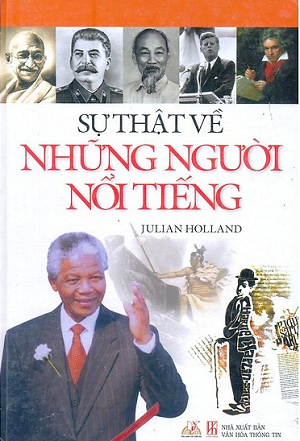 SỰ THẬT VỀ
NHỮNG NGƯỜI
NỔI TIẾNG
JULIAN HOLLAND
NHÀ XUẤT BẢN
VĂN HÓA THÔNG TIN